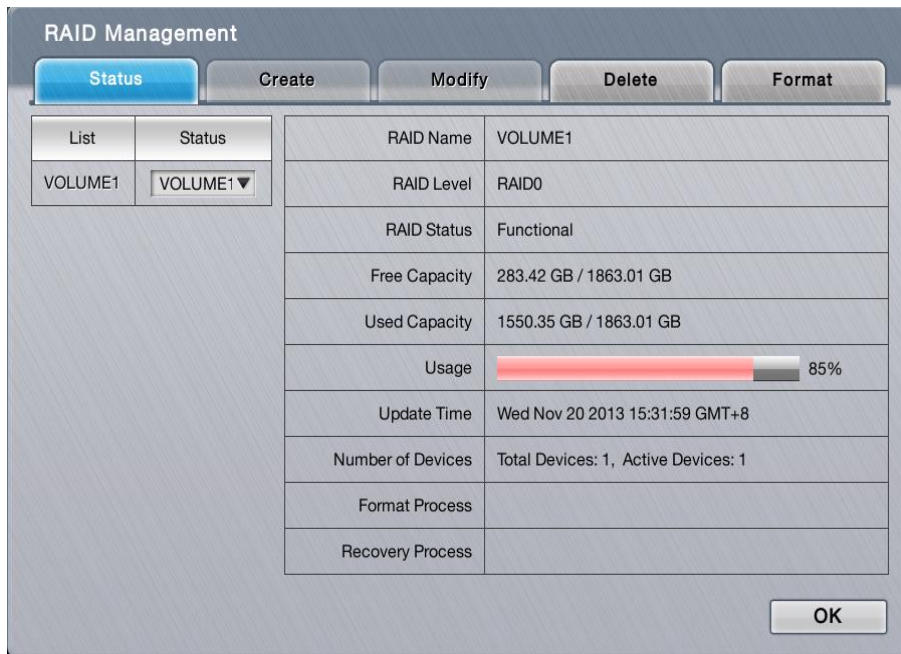 RAID Management
Status Create Modify Delete Format
List Status
VOLUME1 VOLUME1
RAID Name VOLUME1
RAID Level RAID0
RAID Status Functional
Free Capacity 283.42 GB / 1863.01 GB
Used Capacity 1550.35 GB / 1863.01 GB
Usage 85%
Update Time Wed Nov 20 2013 15:31:59 GMT+8
Number of Devices Total Devices: 1, Active Devices: 1
Format Process
Recovery Process
OK